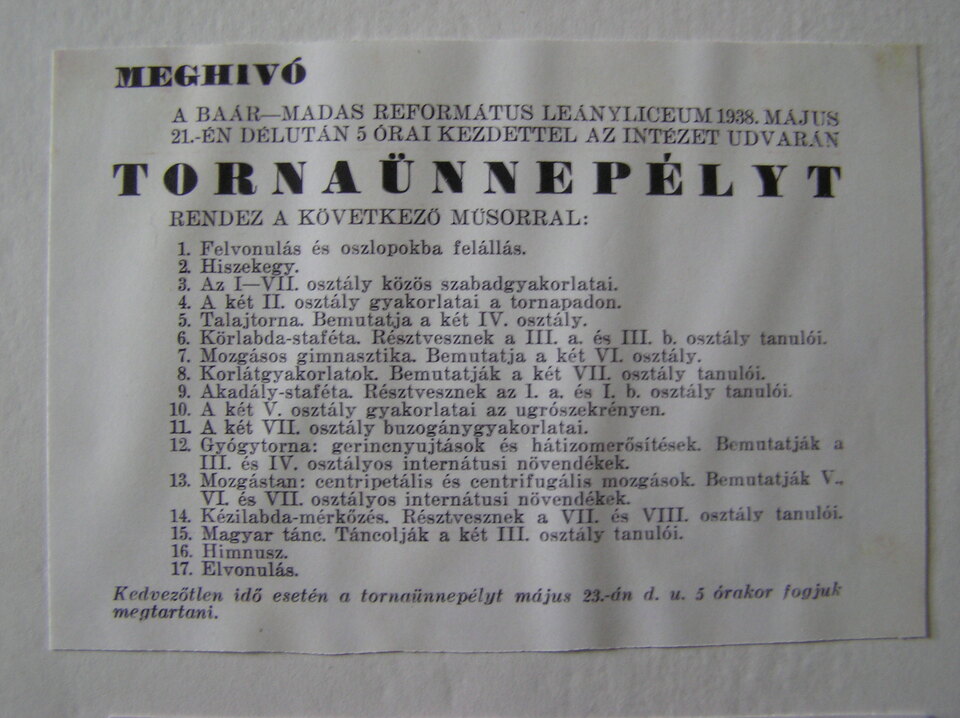 MEGHIVÓ
A BAÁR—MADAS REFORMÁTUS LEÁNYLICEUM 1938. MÁJUS
21.-ÉN DÉLUTÁN 5 ÓRAI KEZDETTEL AZ INTÉZET UDVARÁN
TORNAÜNNEPÉLYT
RENDEZ A KÖVETKEZŐ MŰSORRAL:
1. Felvonulás és oszlopokba felállás.
2. Hiszekegy.
3. Az I—VII. osztály közös szabadgyakorlatai.
4. A két II. osztály gyakorlatai a tornapadon.
5. Talajtorna. Bemutatja a két IV. osztály.
6. Körlabda-staféta. Résztvesznek a III. a. és III. b. osztály tanulói.
7. Mozgásos gimnasztika. Bemutatja a két VI. osztály.
8. Korlátgyakorlatok. Bemutatják a két VII. osztály tanulói.
9. Akadály-staféta. Résztvesznek az I. a. és I. b. osztály tanulói.
10. A két V. osztály gyakorlatai az ugrószekrényen.
11. A két VII. osztály buzogánygyakorlatai.
12. Gyógytorna: gerincnyujtások és hátizomerősítések. Bemutatják a
III. és IV. osztályos internátusi növendékek.
13. Mozgástan: centripetális és centrifugális mozgások. Bemutatják V.,
VI. és VII. osztályos internátusi növendékek.
14. Kézilabda-mérkőzés. Résztvesznek a VII. és VIII. osztály tanulói.
15. Magyar tánc. Táncolják a két III. osztály tanulói.
16. Himnusz.
17. Elvonulás.
Kedvezőtlen idő esetén a tornaünnepélyt május 23.-án d. u. 5 órakor fogjuk
megtartani.